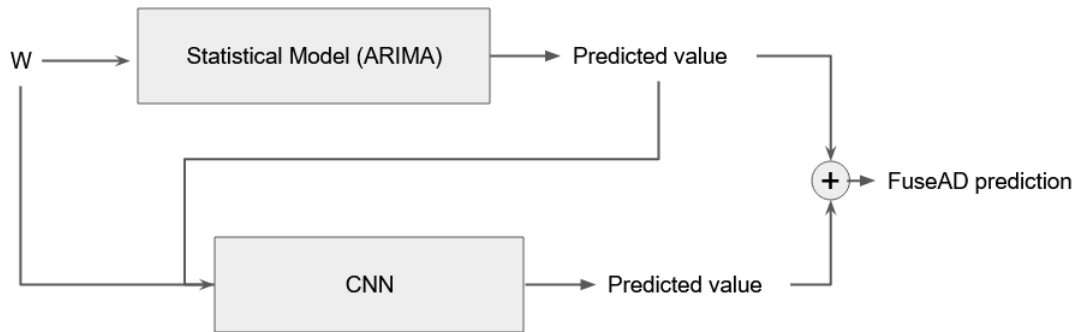 W
Statistical Model (ARIMA)
Predicted value
+
FuseAD prediction
CNN
Predicted value